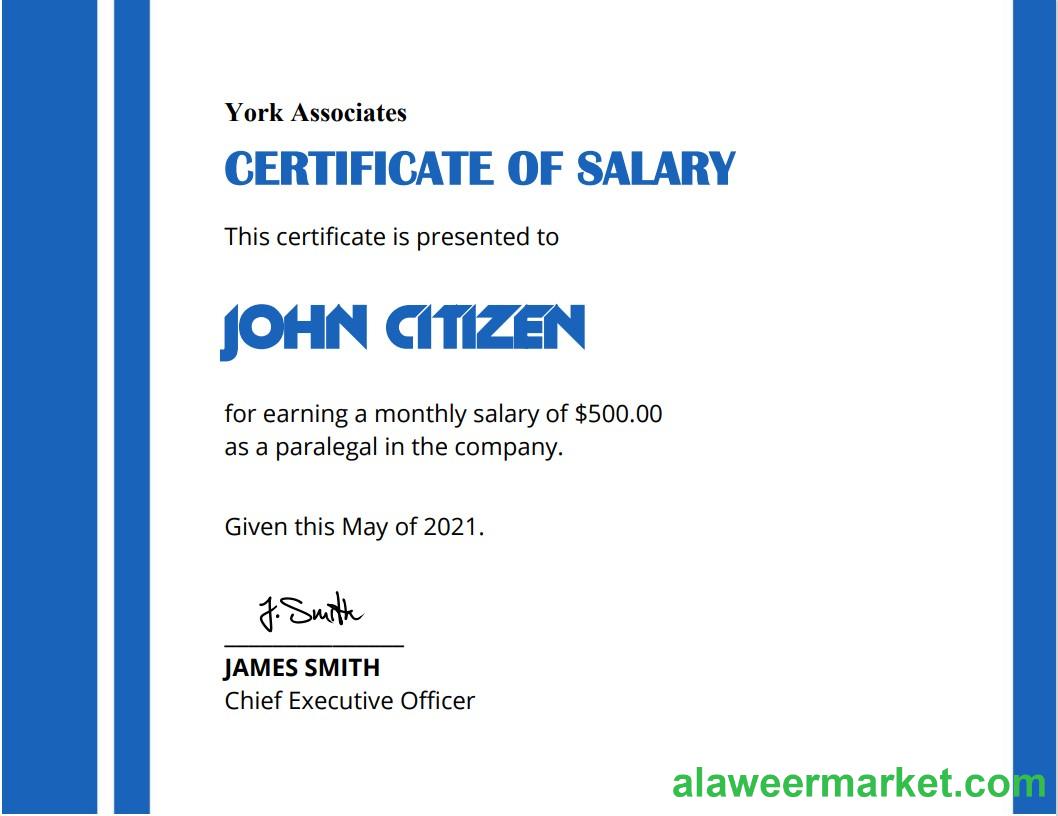 York Associates
CERTIFICATE OF SALARY
This certificate is presented to
JOHN CITIZEN
for earning a monthly salary of $500.00
as a paralegal in the company.
Given this May of 2021.
J. Smith
JAMES SMITH
Chief Executive Officer
alaweermarket.com